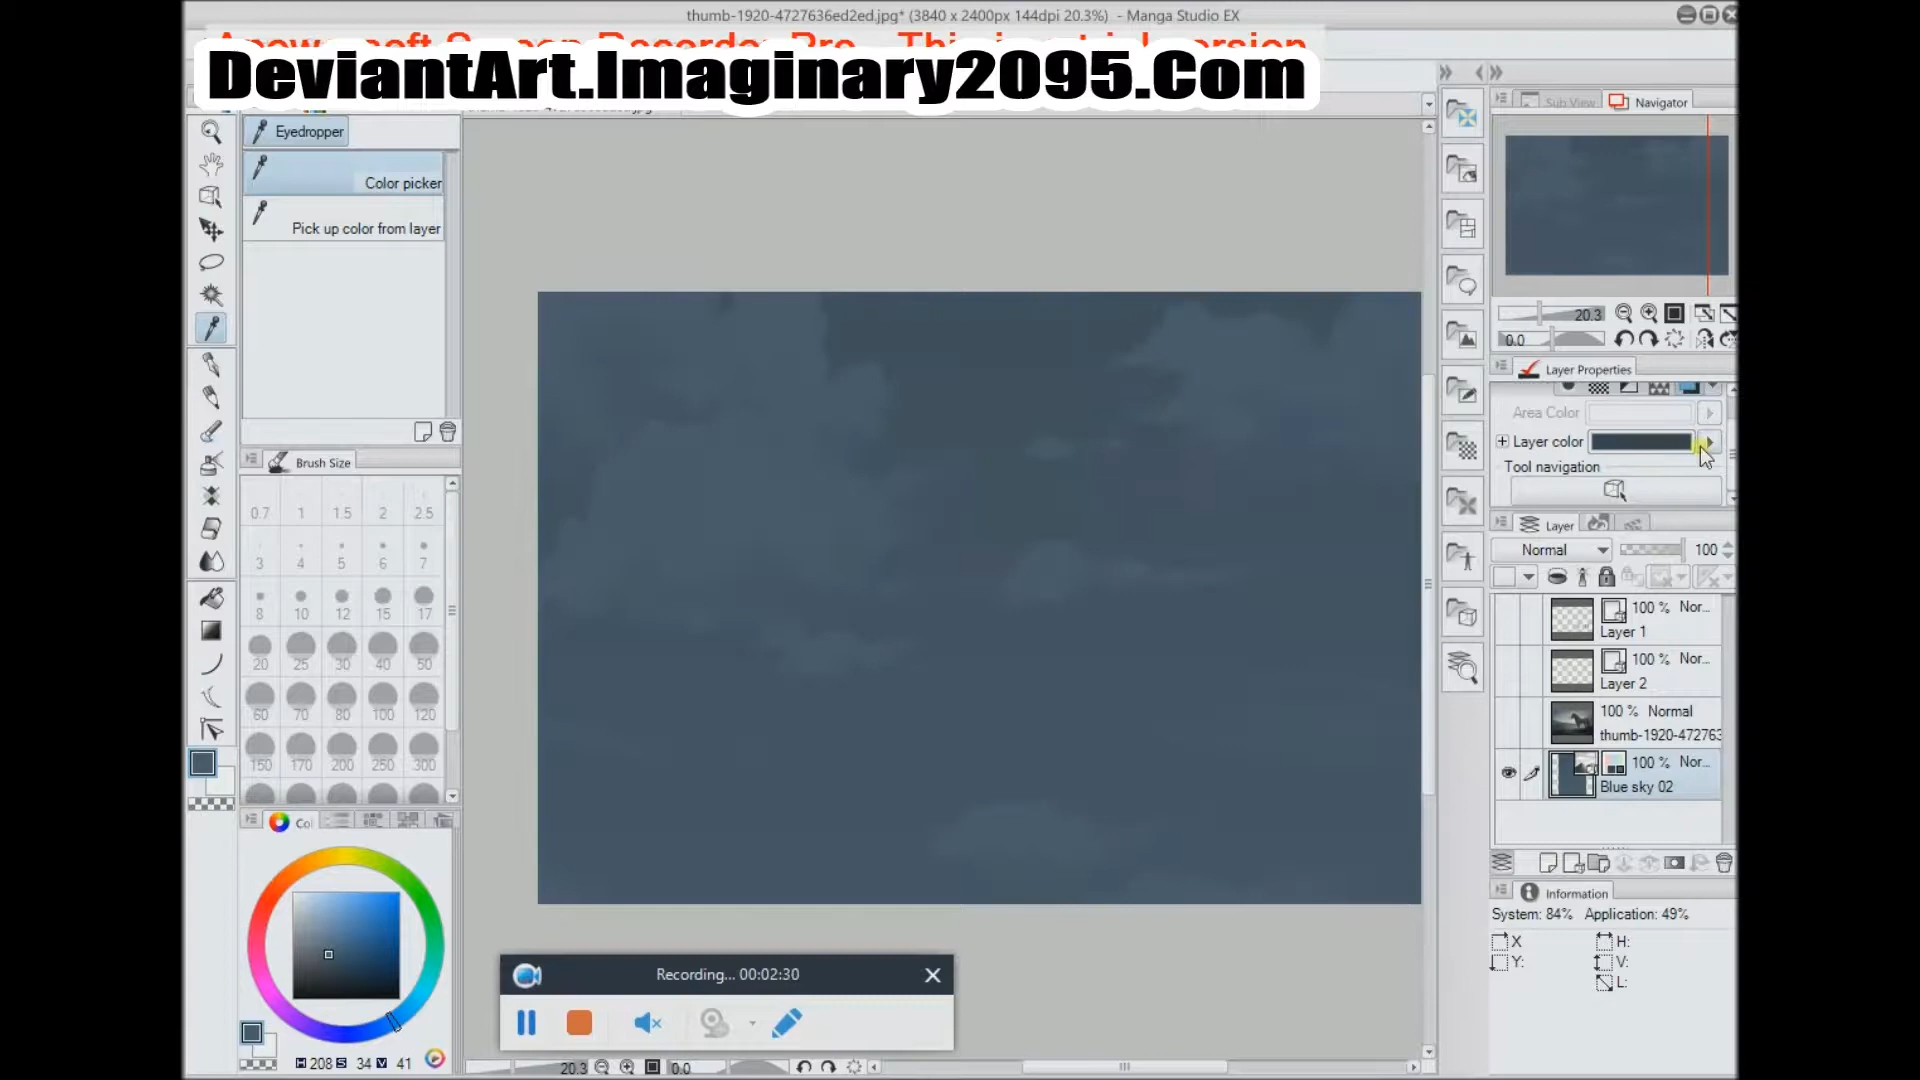 thumb-1920-4727636ed2ed.jpg* (3840 x 2400px 144dpi 20.3%) - Manga Studio EX
DeviantArt.Imaginary2095.Com
Eyedropper
Color picker
Pick up color from layer
Brush Size
0.7 1 1.5 2 2.5
3 4 5 6 7
8 10 12 15 17
20 25 30 40 50
60 70 80 100 120
150 170 200 250 300
Co
H 208 S 34 V 41
Recording... 00:02:30
20.3 0.0
Sub View Navigator
20.3
0.0
Layer Properties
Area Color
Layer color
Tool navigation
Layer
Normal 100
100 % Nor...
Layer 1
100 % Nor...
Layer 2
100 % Normal
thumb-1920-472763
100 % Nor...
Blue sky 02
Information
System: 84% Application: 49%
X H:
Y: V:
L: